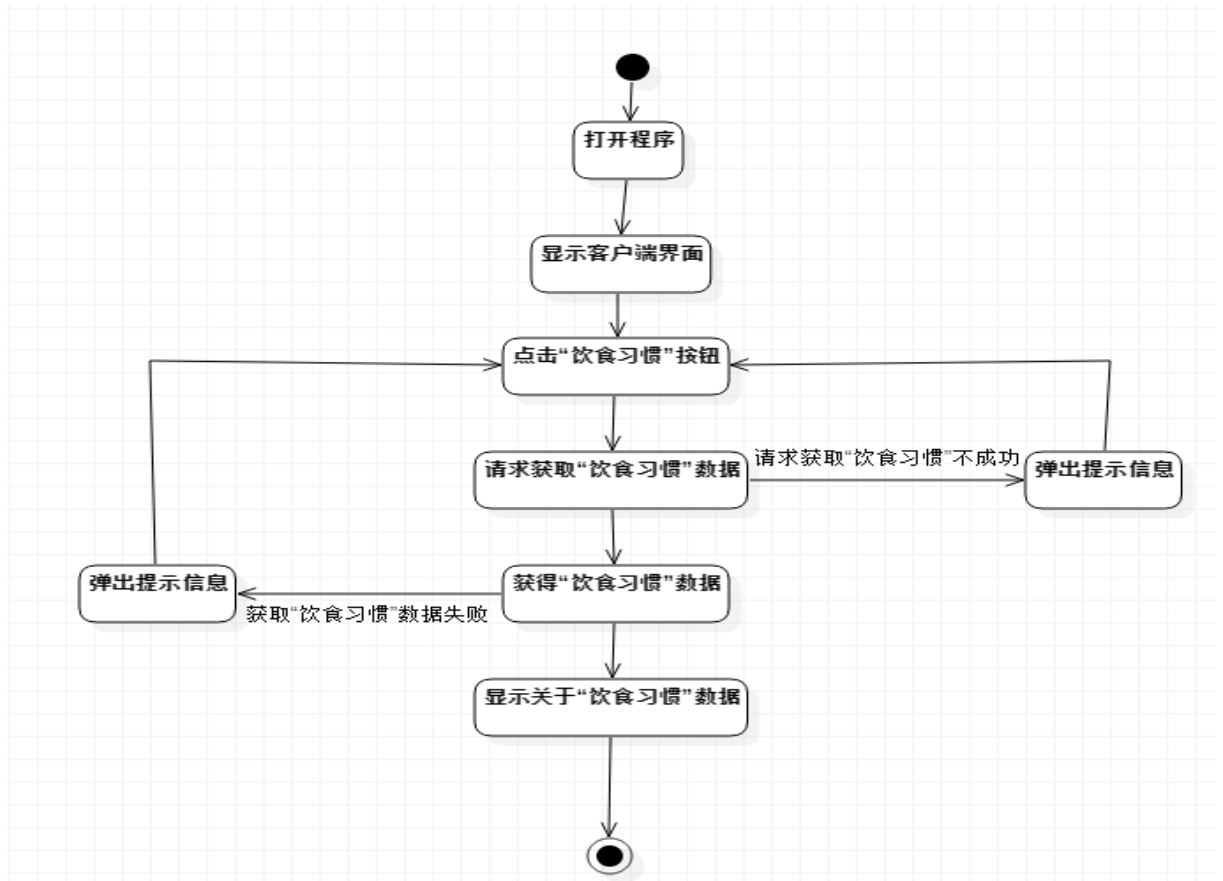 打开程序
显示客户端界面
点击“饮食习惯”按钮
请求获取“饮食习惯”数据
请求获取“饮食习惯”不成功
弹出提示信息
弹出提示信息
获取“饮食习惯”数据失败
获得“饮食习惯”数据
显示关于“饮食习惯”数据